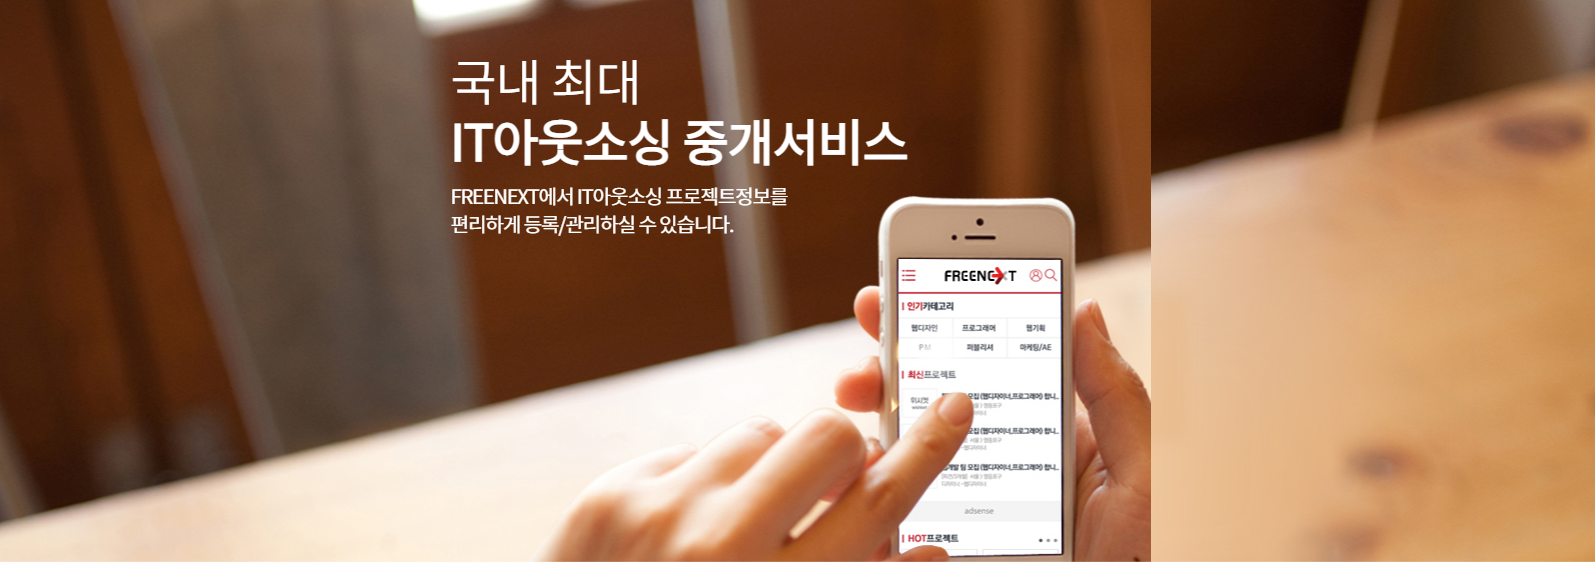 국내 최대
IT아웃소싱 중개서비스
FREENEXT에서 IT아웃소싱 프로젝트정보를
편리하게 등록/관리하실 수 있습니다.
FREENEXT
인기카테고리
웹디자인 프로그래머 웹기획
PM 퍼블리셔 마케팅/AE
최신프로젝트
위시켓
모집 (웹디자이너,프로그래머) 합니..
모집 (웹디자이너,프로그래머) 합니..
팀 모집 (웹디자이너,프로그래머) 합니..
adsense
HOT프로젝트